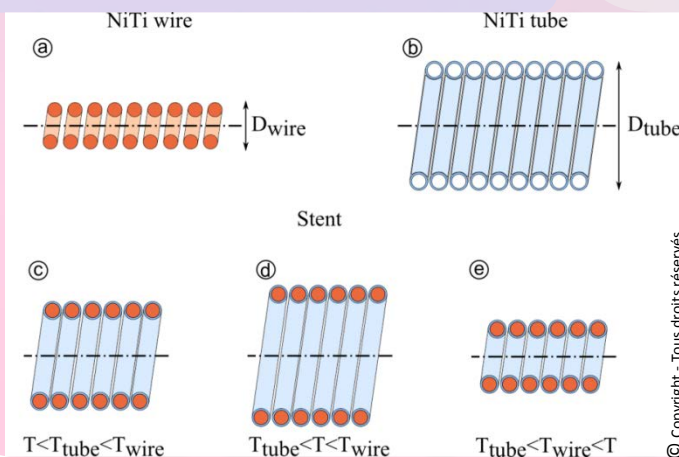 NiTi wire
NiTi tube
ⓐ
ⓑ
Dwire
Dtube
Stent
ⓒ
ⓓ
ⓔ
T<Ttube<Twire
Ttube<T<Twire
Ttube<Twire<T
© Copyright - Tous droits réservés